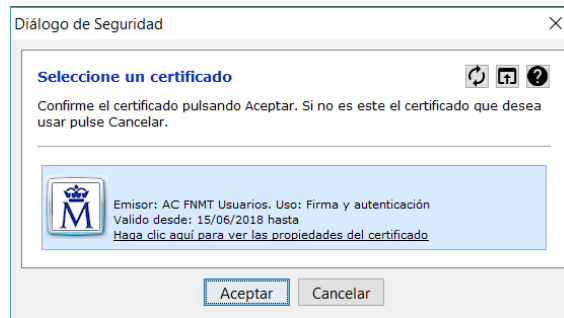 Diálogo de Seguridad
Seleccione un certificado
Confirme el certificado pulsando Aceptar. Si no es este el certificado que desea
usar pulse Cancelar.
M
Emisor: AC FNMT Usuarios. Uso: Firma y autenticación
Valido desde: 15/06/2018 hasta
Haga clic aquí para ver las propiedades del certificado
Aceptar Cancelar